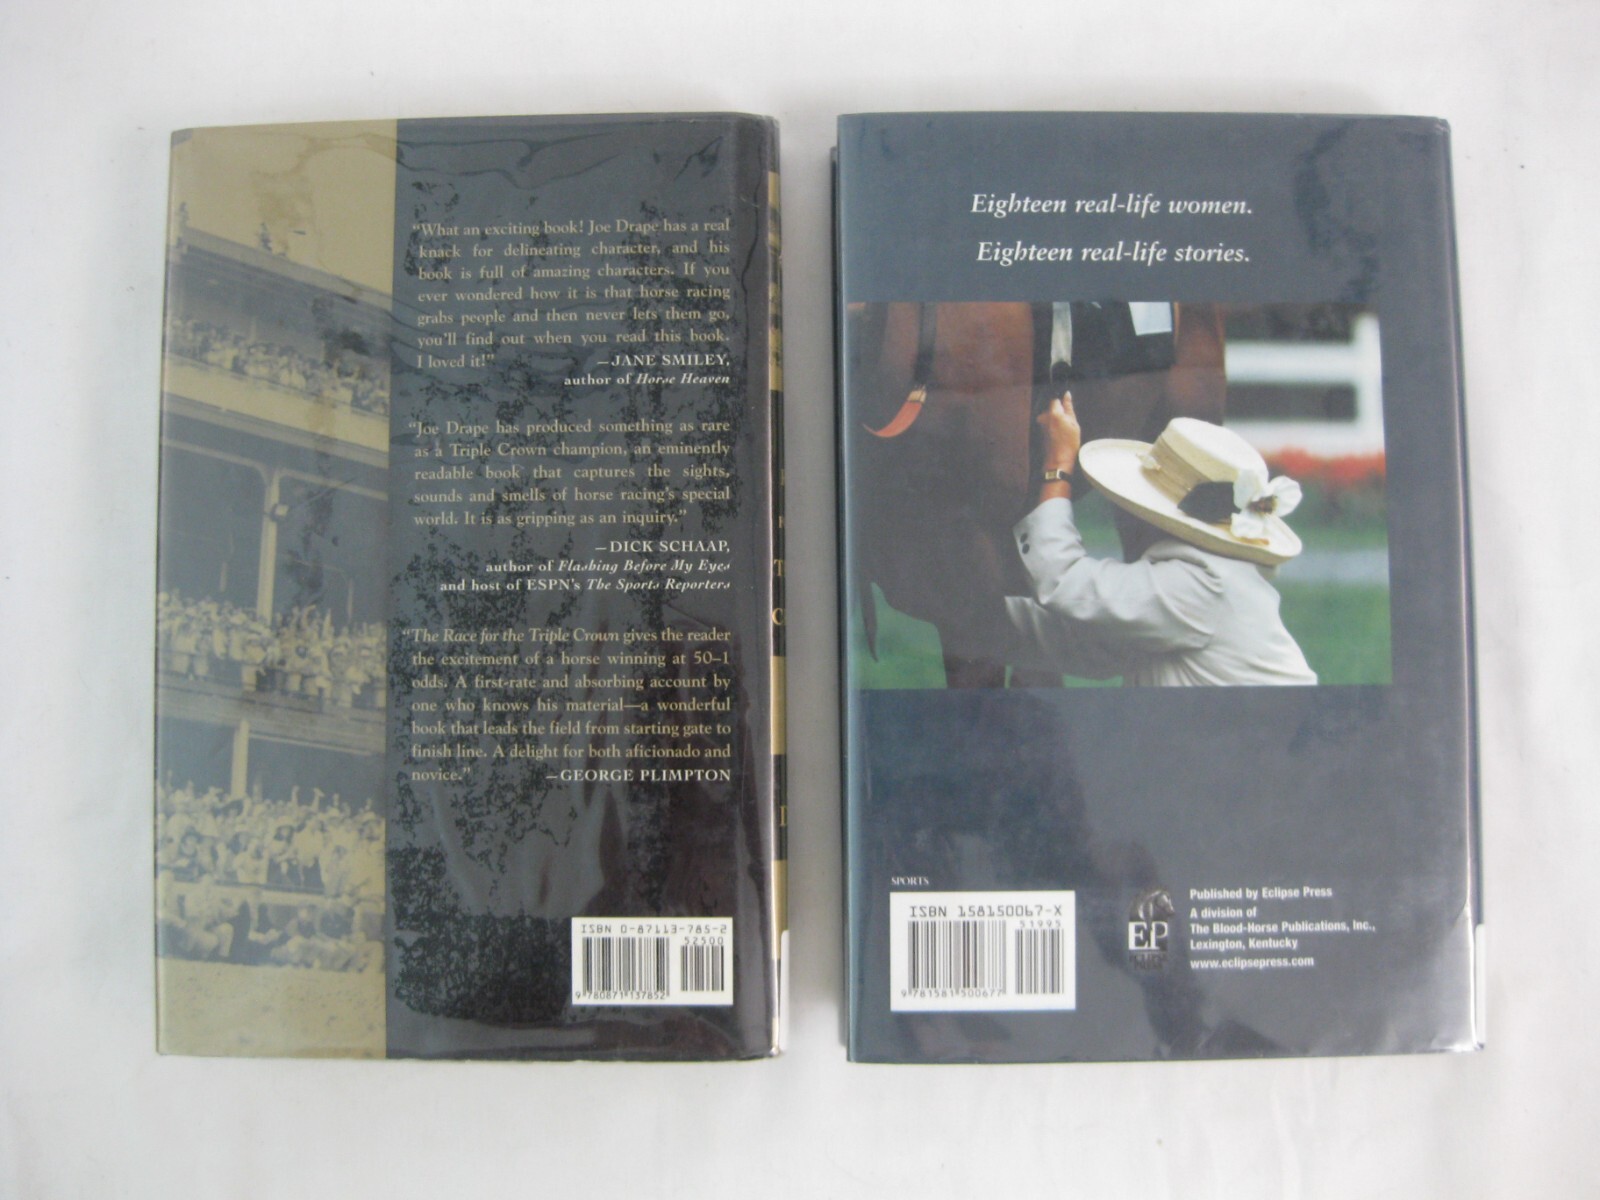 “What an exciting book! Joe Drape has a real
knack for delineating character, and his
book is full of amazing characters. If you
ever wondered how it is that horse racing
grabs people and then never lets them go,
you’ll find out when you read this book.
I loved it!” —JANE SMILEY,
author of Horse Heaven
“Joe Drape has produced something as rare
as a Triple Crown champion, an eminently
readable book that captures the sights,
sounds and smells of horse racing’s special
world. It is as gripping as an inquiry.”
—DICK SCHAAP,
author of Flashing Before My Eyes
and host of ESPN’s The Sports Reporters
“The Race for the Triple Crown gives the reader
the excitement of a horse winning at 50–1
odds. A first-rate and absorbing account by
one who knows his material—a wonderful
book that leads the field from starting gate to
finish line. A delight for both aficionado and
novice.” —GEORGE PLIMPTON
ISBN 0-87113-785-2
52500
9 780871 137852
Eighteen real-life women.
Eighteen real-life stories.
SPORTS
ISBN 158150067-X
51995
9 781581 500677
EP
Published by Eclipse Press
A division of
The Blood-Horse Publications, Inc.,
Lexington, Kentucky
www.eclipsepress.com